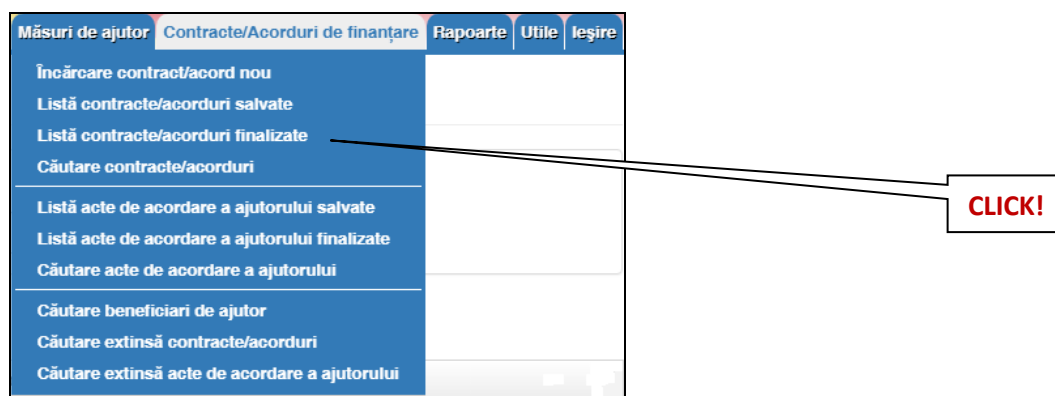 Măsuri de ajutor Contracte/Acorduri de finanțare Rapoarte Utile Ieşire
Încărcare contract/acord nou
Listă contracte/acorduri salvate
Listă contracte/acorduri finalizate
Căutare contracte/acorduri
CLICK!
Listă acte de acordare a ajutorului salvate
Listă acte de acordare a ajutorului finalizate
Căutare acte de acordare a ajutorului
Căutare beneficiari de ajutor
Căutare extinsă contracte/acorduri
Căutare extinsă acte de acordare a ajutorului